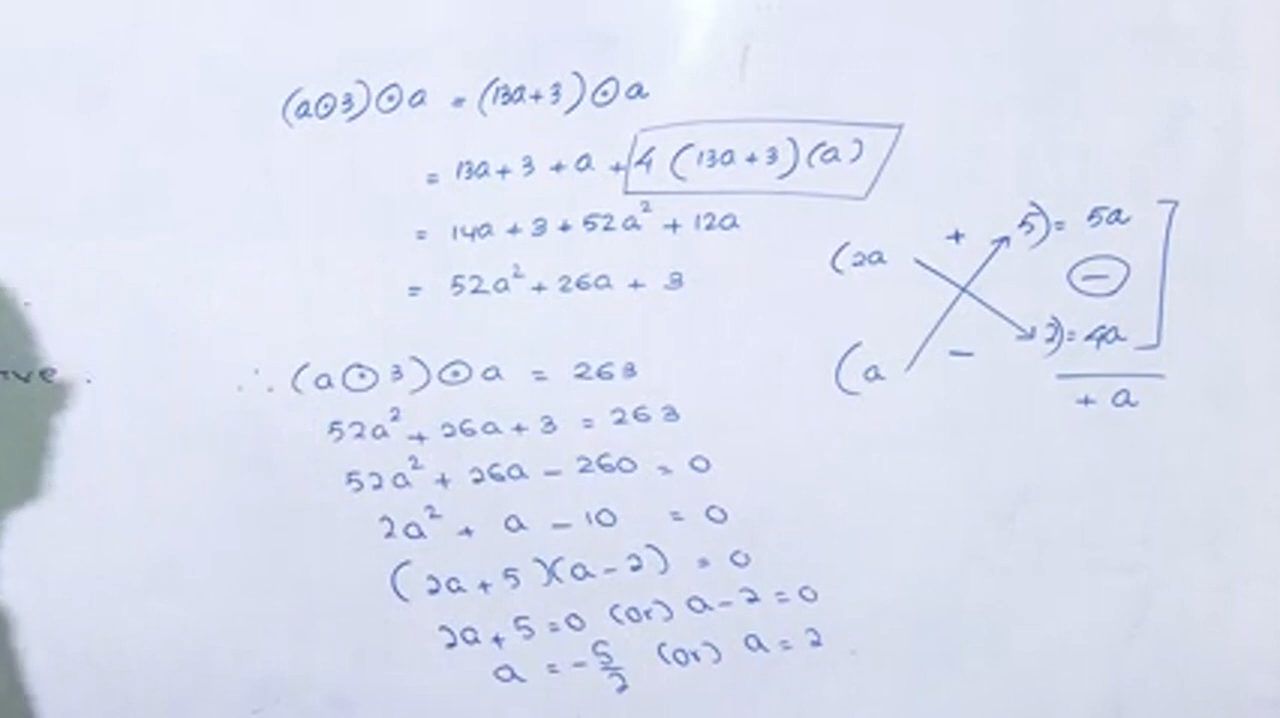 (a⊙3)⊙a = (13a+3)⊙a
= 13a + 3 + a + 4 (13a+3)(a)
= 14a + 3 + 52a² + 12a
= 52a² + 26a + 3
(2a + 5) = 5a
−
(a − 2) = 4a
+ a
∴ (a⊙3)⊙a = 263
52a² + 26a + 3 = 263
52a² + 26a − 260 = 0
2a² + a − 10 = 0
(2a+5)(a−2) = 0
2a + 5 = 0 (or) a − 2 = 0
a = −5/2 (or) a = 2